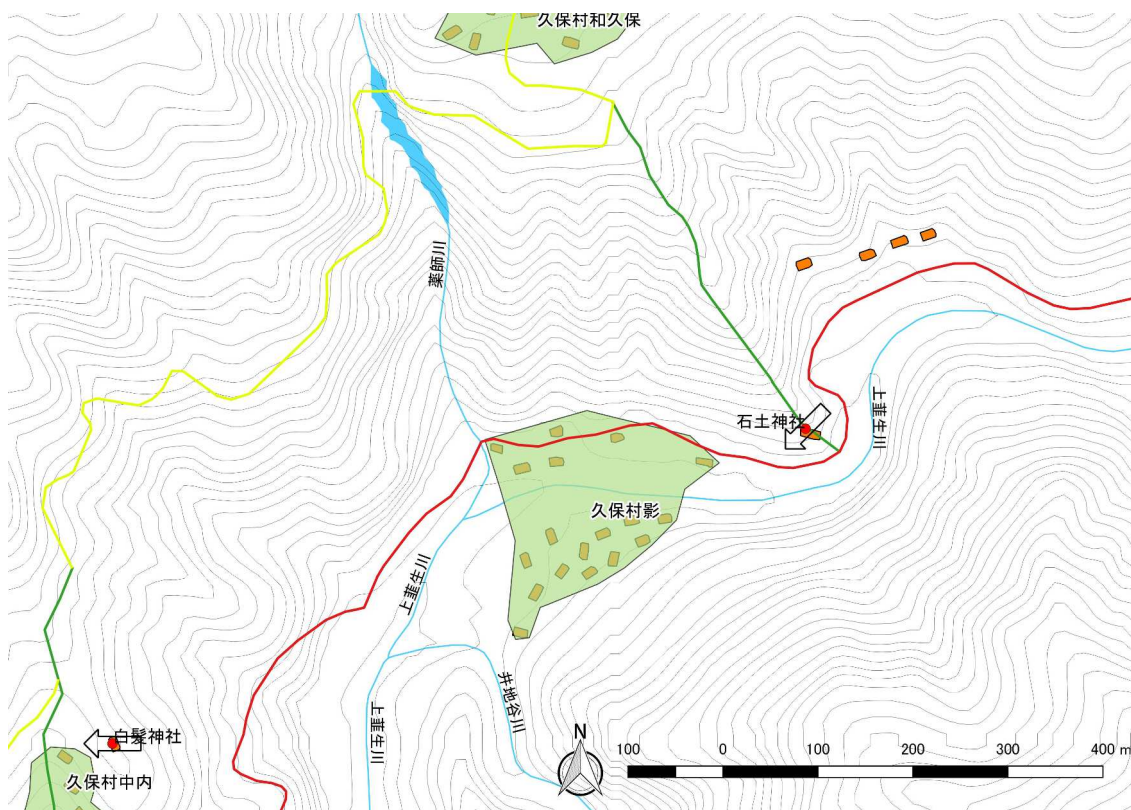 久保村和久保
薬師川
石土神社
上韮生川
久保村影
上韮生川
井地谷川
上韮生川
白髪神社
久保村中内
N
100 0 100 200 300 400 m